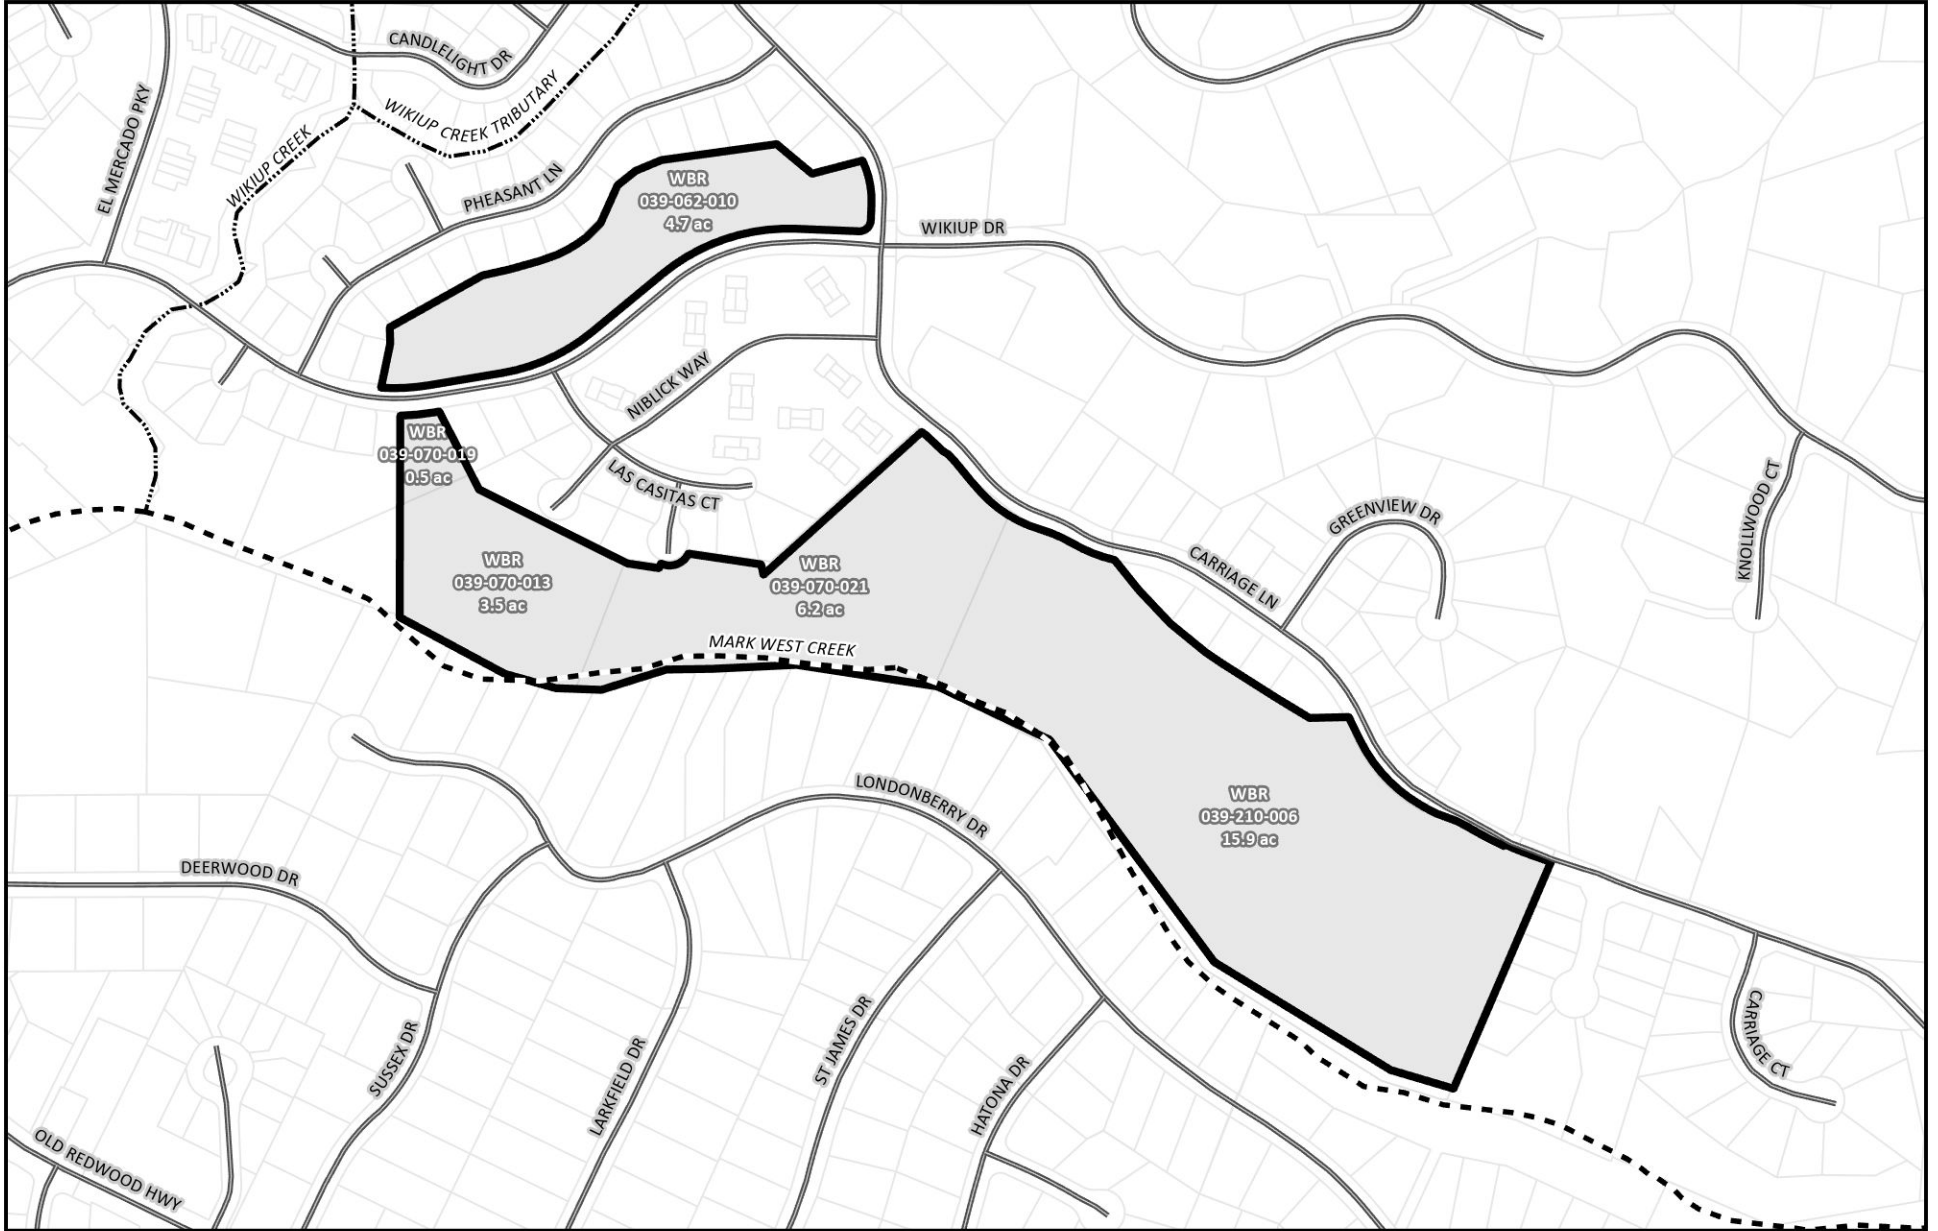 CANDLELIGHT DR
EL MERCADO PKY
WIKIUP CREEK TRIBUTARY
WIKIUP CREEK
PHEASANT LN
WBR
039-062-010
4.7 ac
WIKIUP DR
NIBLICK WAY
WBR
039-070-019
0.5 ac
LAS CASITAS CT
KNOLLWOOD CT
GREENVIEW DR
CARRIAGE LN
WBR
039-070-013
3.5 ac
WBR
039-070-021
6.2 ac
MARK WEST CREEK
LONDONBERRY DR
WBR
039-210-006
15.9 ac
DEERWOOD DR
SUSSEX DR
LARKFIELD DR
ST JAMES DR
HATONA DR
CARRIAGE CT
OLD REDWOOD HWY